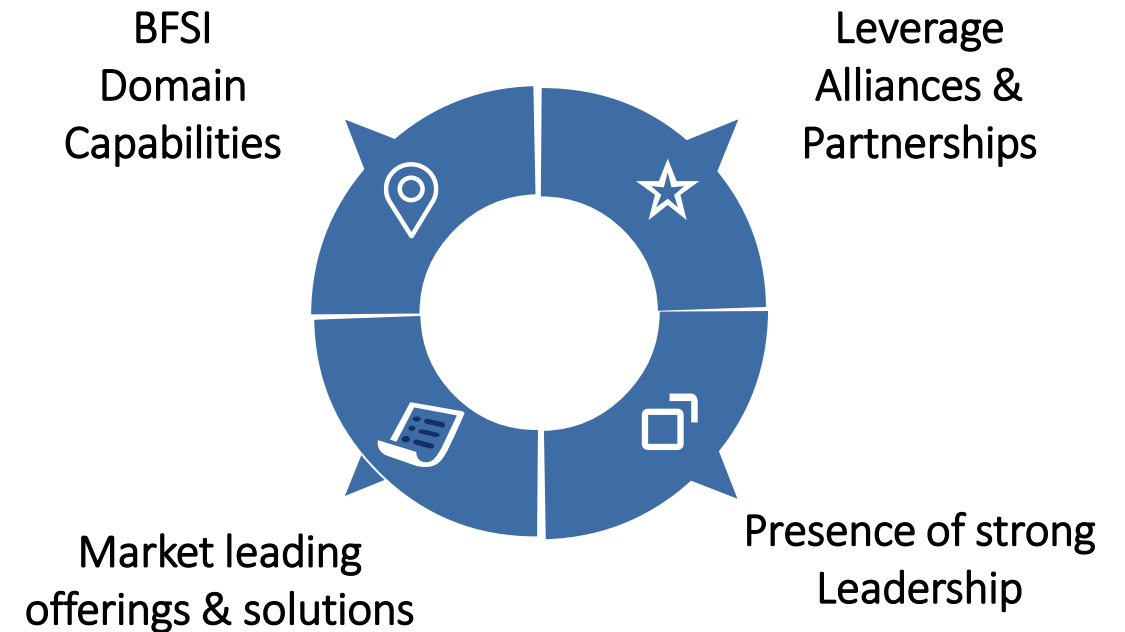 BFSI
Domain
Capabilities
Leverage
Alliances &
Partnerships
Market leading
offerings & solutions
Presence of strong
Leadership